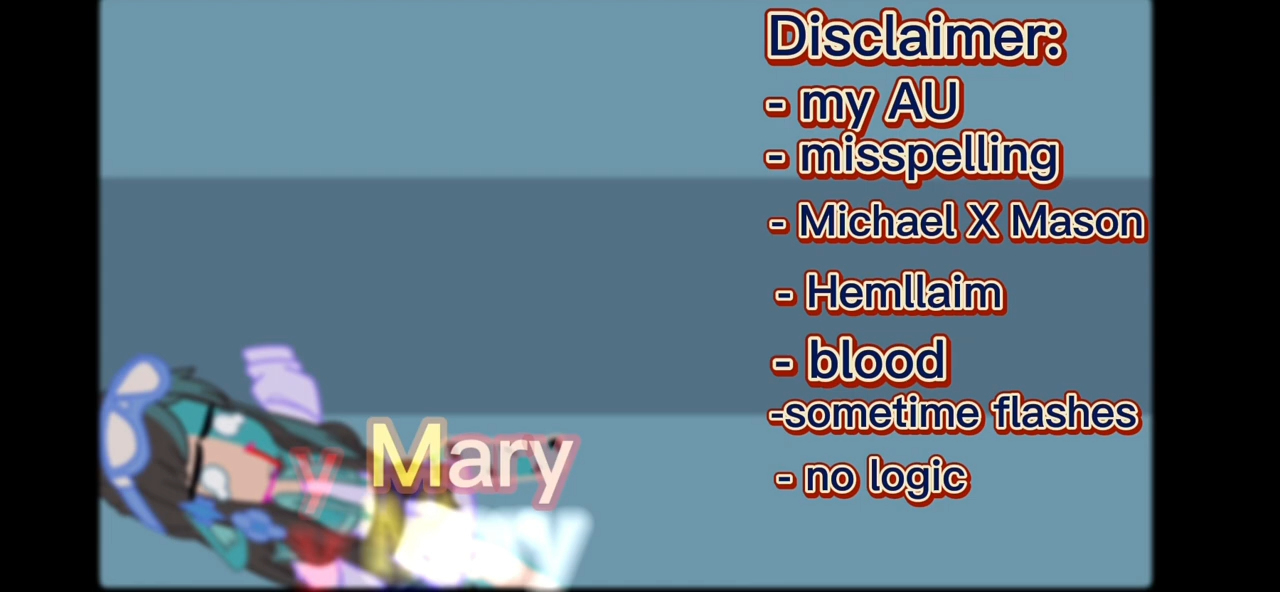 Disclaimer:
- my AU
- misspelling
- Michael X Mason
- Hemllaim
- blood
-sometime flashes
- no logic
y Mary